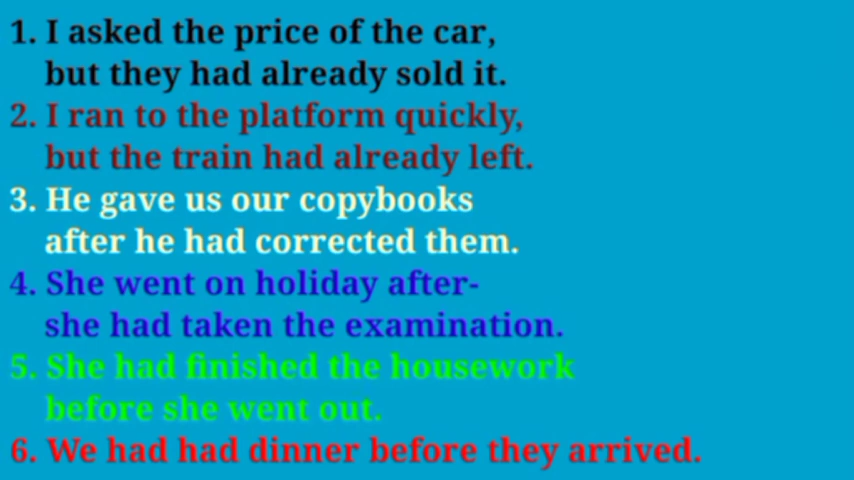 1. I asked the price of the car,
but they had already sold it.
2. I ran to the platform quickly,
but the train had already left.
3. He gave us our copybooks
after he had corrected them.
4. She went on holiday after-
she had taken the examination.
5. She had finished the housework
before she went out.
6. We had had dinner before they arrived.